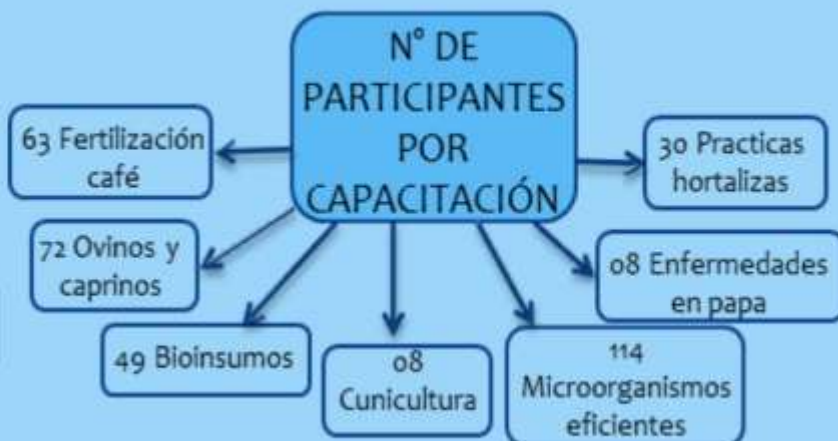 N° DE
PARTICIPANTES
POR
CAPACITACIÓN
63 Fertilización
café
72 Ovinos y
caprinos
49 Bioinsumos
08
Cunicultura
114
Microorganismos
eficientes
08 Enfermedades
en papa
30 Practicas
hortalizas